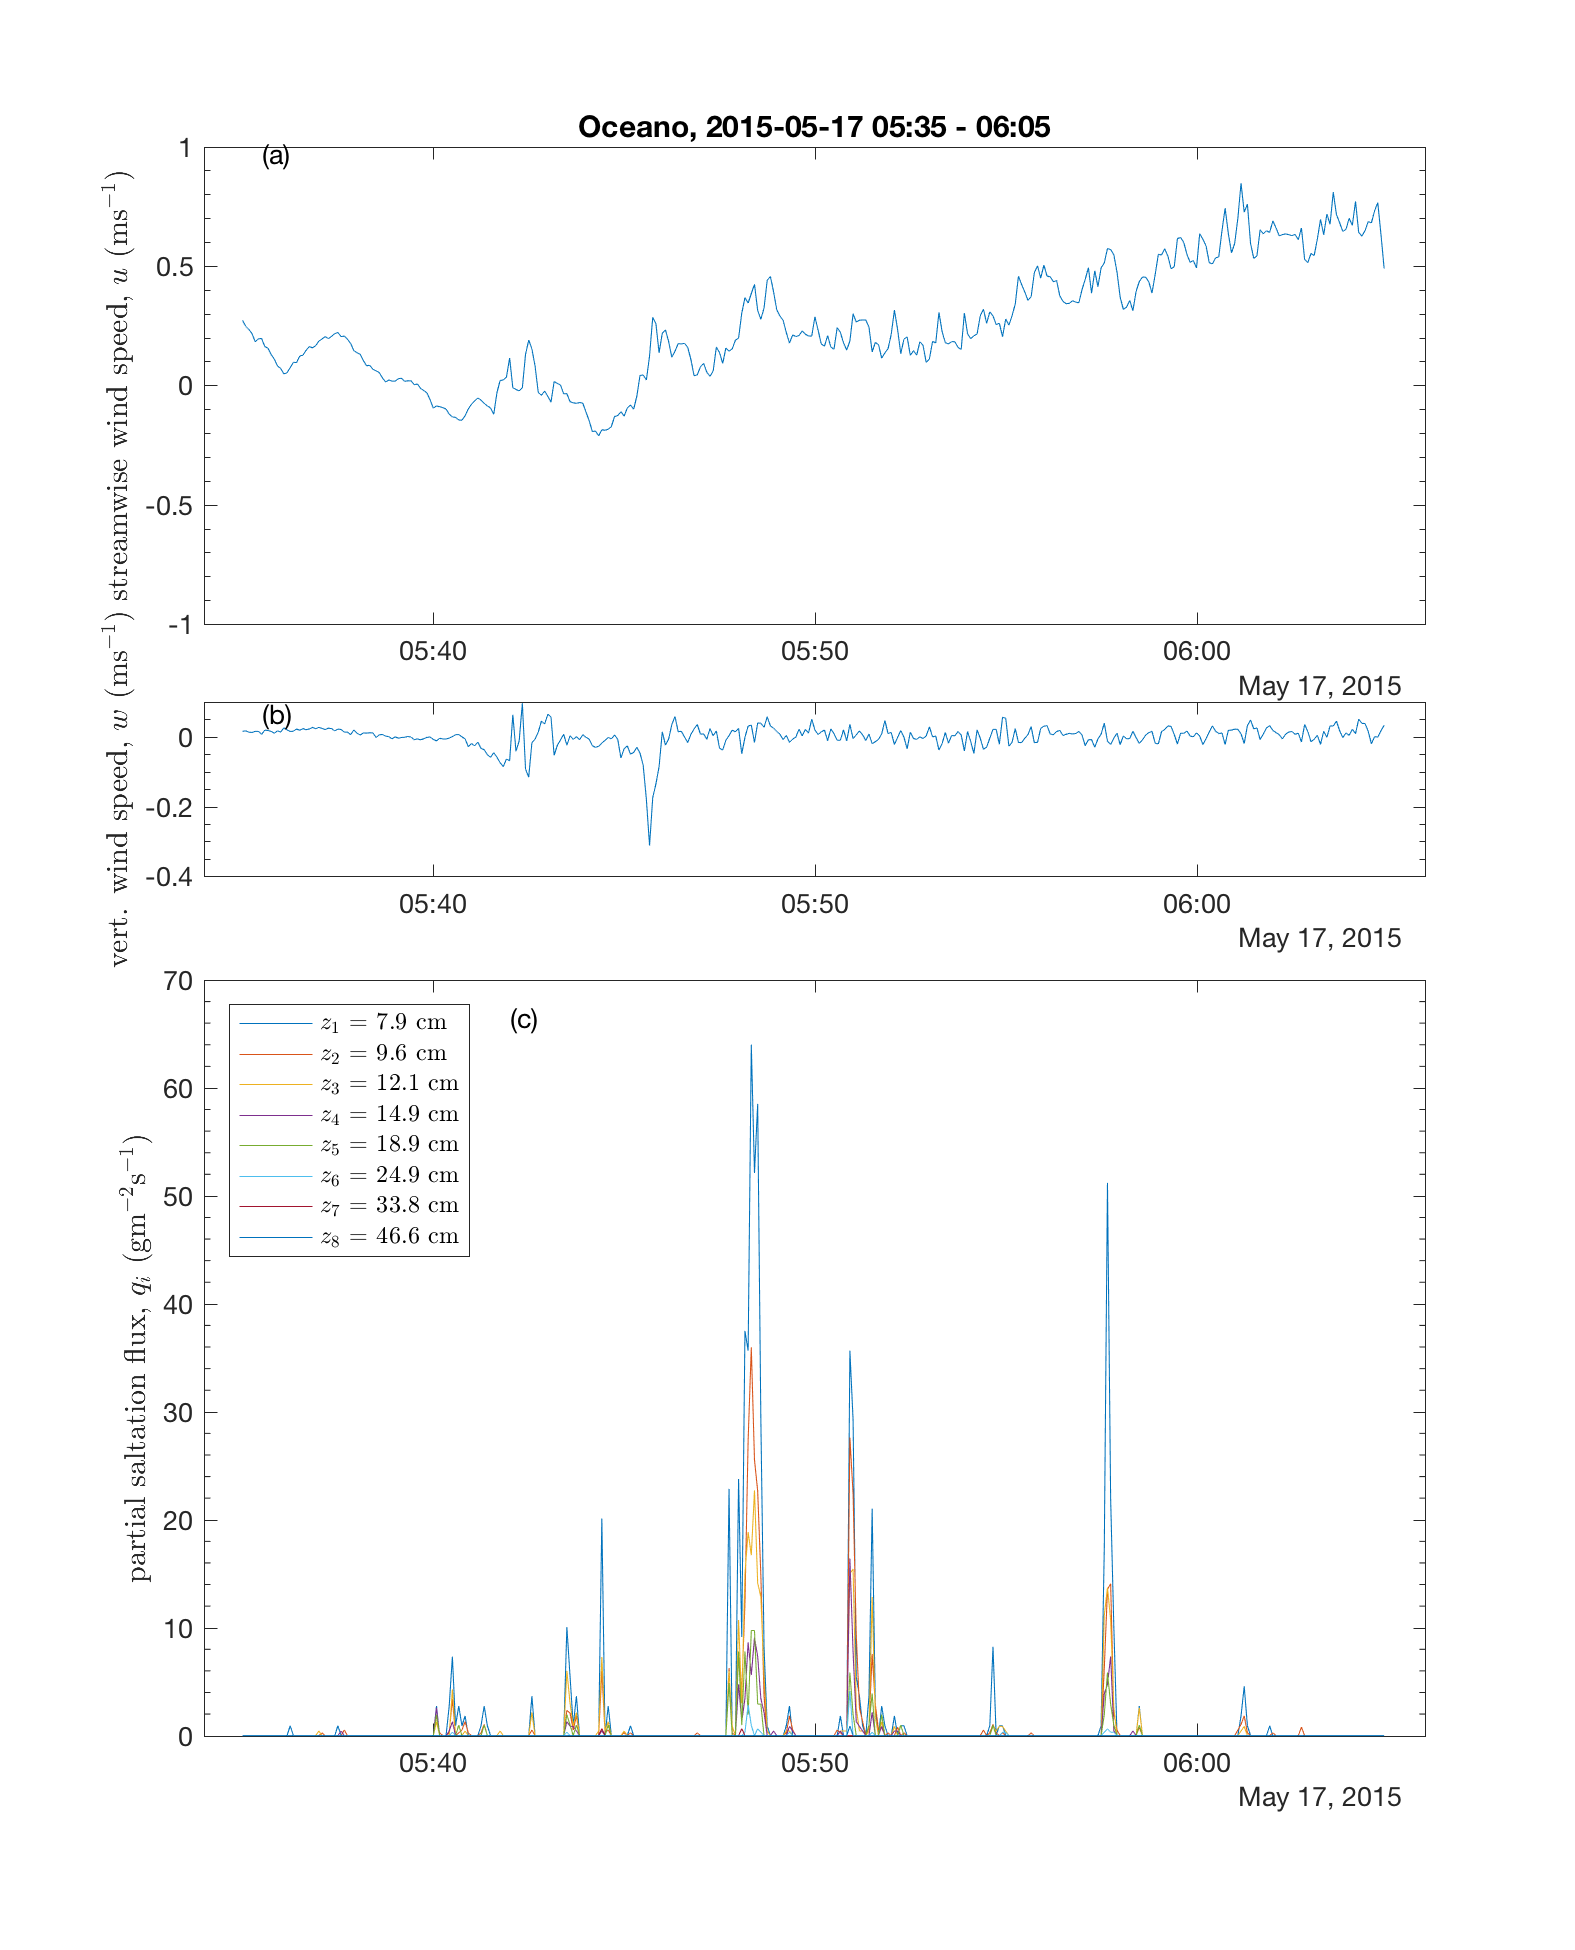 Oceano, 2015-05-17 05:35 - 06:05
(a)
streamwise wind speed, u (ms⁻¹)
1
0.5
0
-0.5
-1
05:40 05:50 06:00
May 17, 2015
(b)
vert. wind speed, w (ms⁻¹)
0
-0.2
-0.4
05:40 05:50 06:00
May 17, 2015
(c)
partial saltation flux, qᵢ (gm⁻²s⁻¹)
70
60
50
40
30
20
10
0
z₁ = 7.9 cm
z₂ = 9.6 cm
z₃ = 12.1 cm
z₄ = 14.9 cm
z₅ = 18.9 cm
z₆ = 24.9 cm
z₇ = 33.8 cm
z₈ = 46.6 cm
05:40 05:50 06:00
May 17, 2015